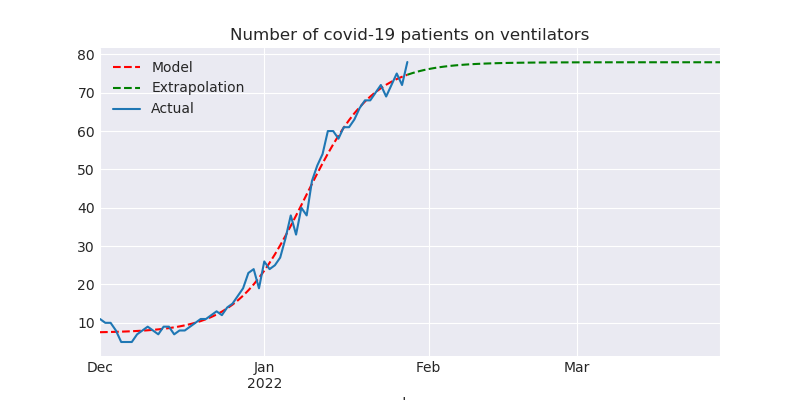 Number of covid-19 patients on ventilators
80
70
60
50
40
30
20
10
Model
Extrapolation
Actual
Dec
Jan
2022
Feb
Mar